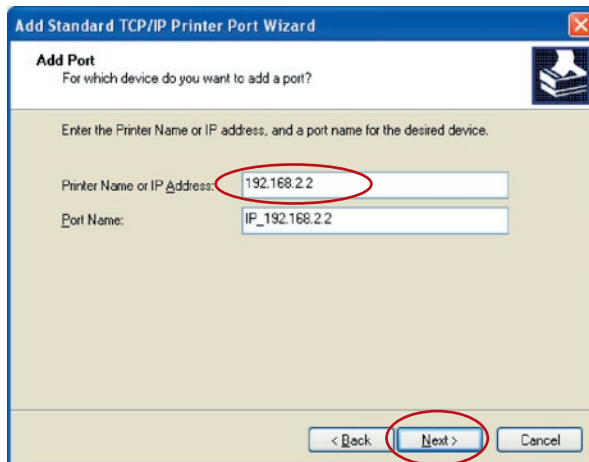 Add Standard TCP/IP Printer Port Wizard
Add Port
For which device do you want to add a port?
Enter the Printer Name or IP address, and a port name for the desired device.
Printer Name or IP Address: 192.168.2.2
Port Name: IP_192.168.2.2
< Back Next > Cancel